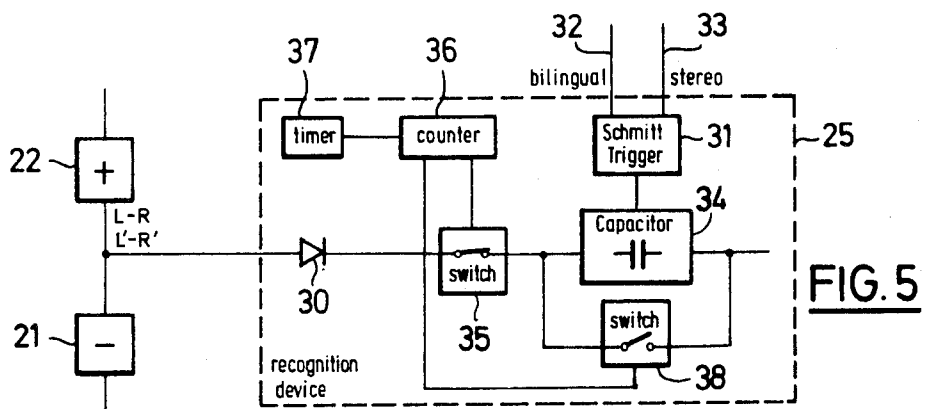 32
33
37
36
bilingual
stereo
timer
counter
Schmitt
Trigger
31
25
22
+
L-R
L'-R'
34
Capacitor
switch
30
35
FIG. 5
21
−
switch
38
recognition
device